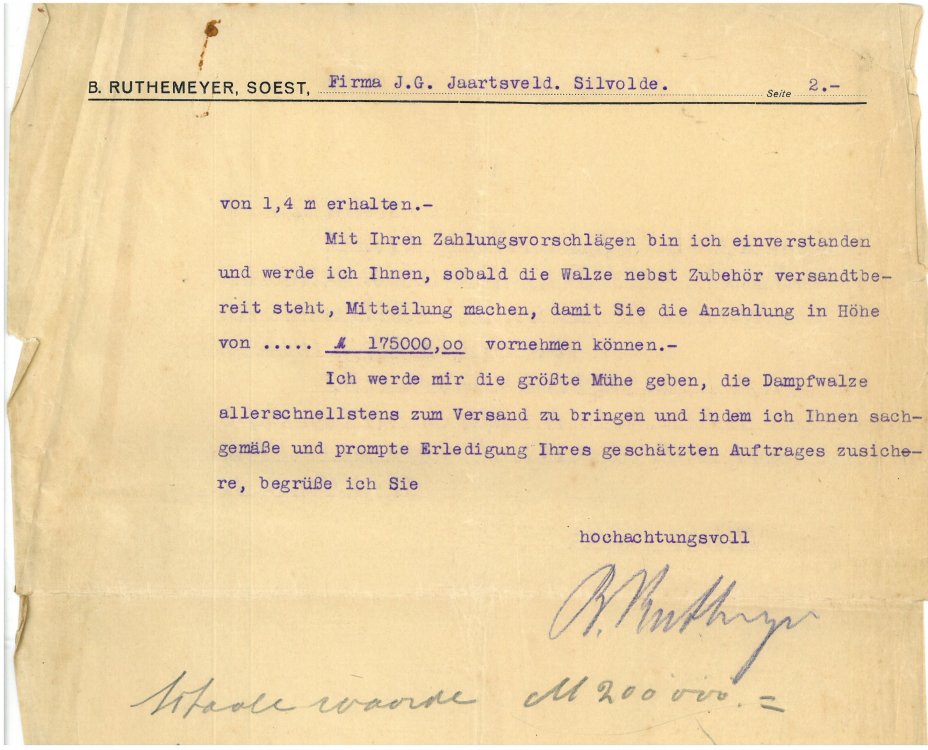 B. RUTHEMEYER, SOEST, Firma J.G. Jaartsveld. Silvolde. Seite 2.-
von 1,4 m erhalten.-
Mit Ihren Zahlungsvorschlägen bin ich einverstanden
und werde ich Ihnen, sobald die Walze nebst Zubehör versandtbe-
reit steht, Mitteilung machen, damit Sie die Anzahlung in Höhe
von ..... M 175000,00 vornehmen können.-
Ich werde mir die größte Mühe geben, die Dampfwalze
allerschnellstens zum Versand zu bringen und indem ich Ihnen sach-
gemäße und prompte Erledigung Ihres geschätzten Auftrages zusiche-
re, begrüße ich Sie
hochachtungsvoll
B. Ruthmeyer
waarde M 200 000.=